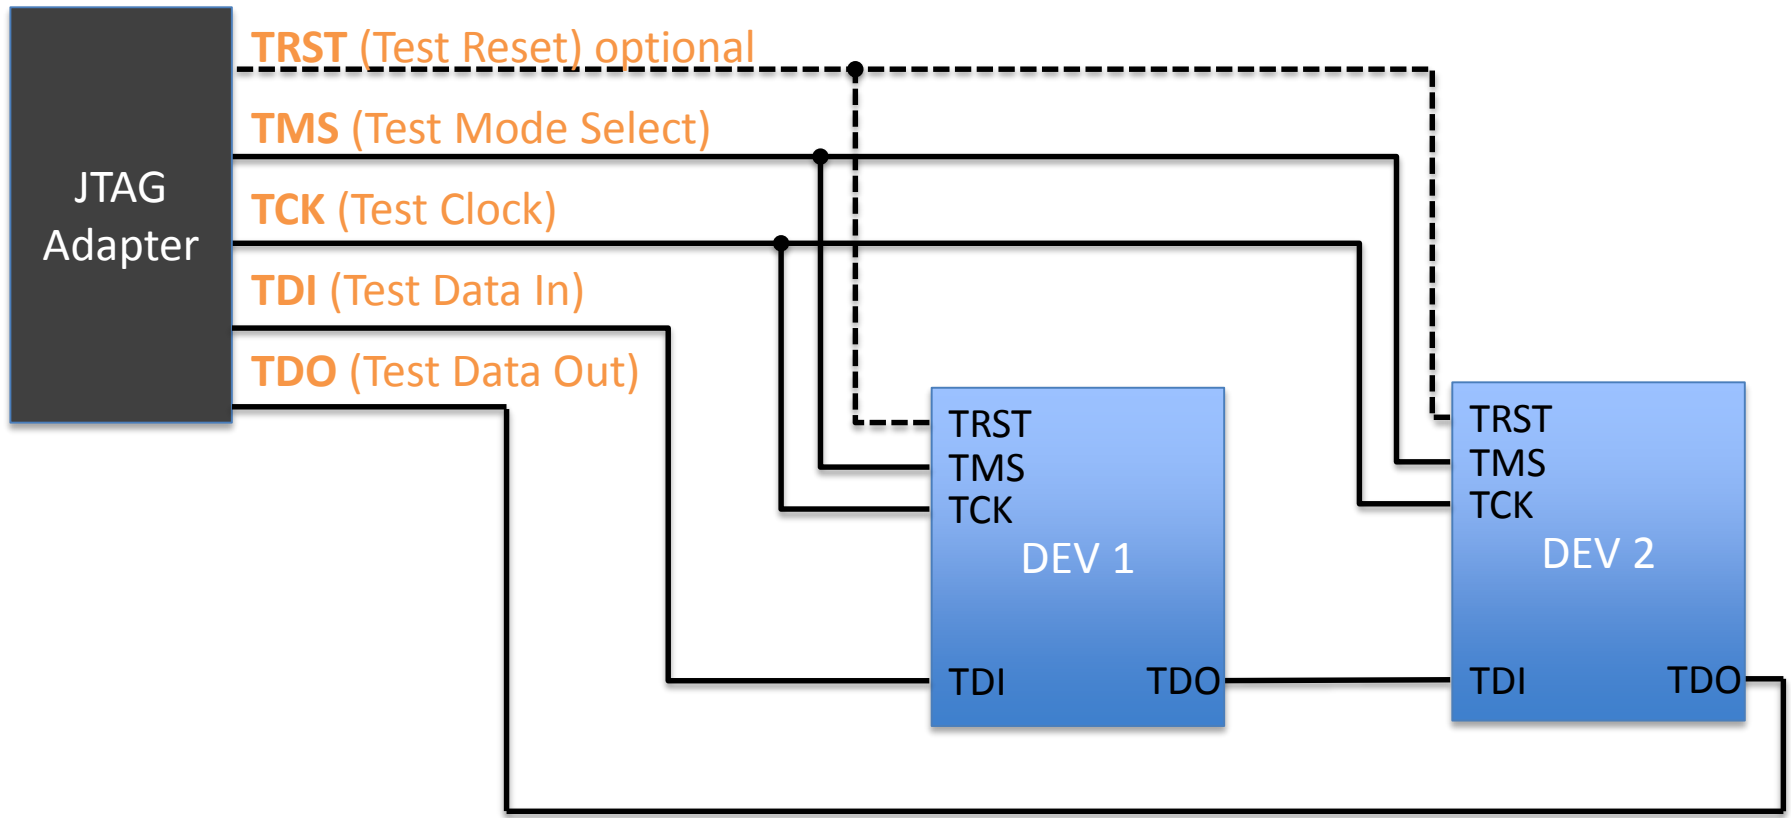 TRST (Test Reset) optional
TMS (Test Mode Select)
JTAG
Adapter
TCK (Test Clock)
TDI (Test Data In)
TDO (Test Data Out)
TRST
TMS
TCK
DEV 1
TDI
TDO
TRST
TMS
TCK
DEV 2
TDI
TDO